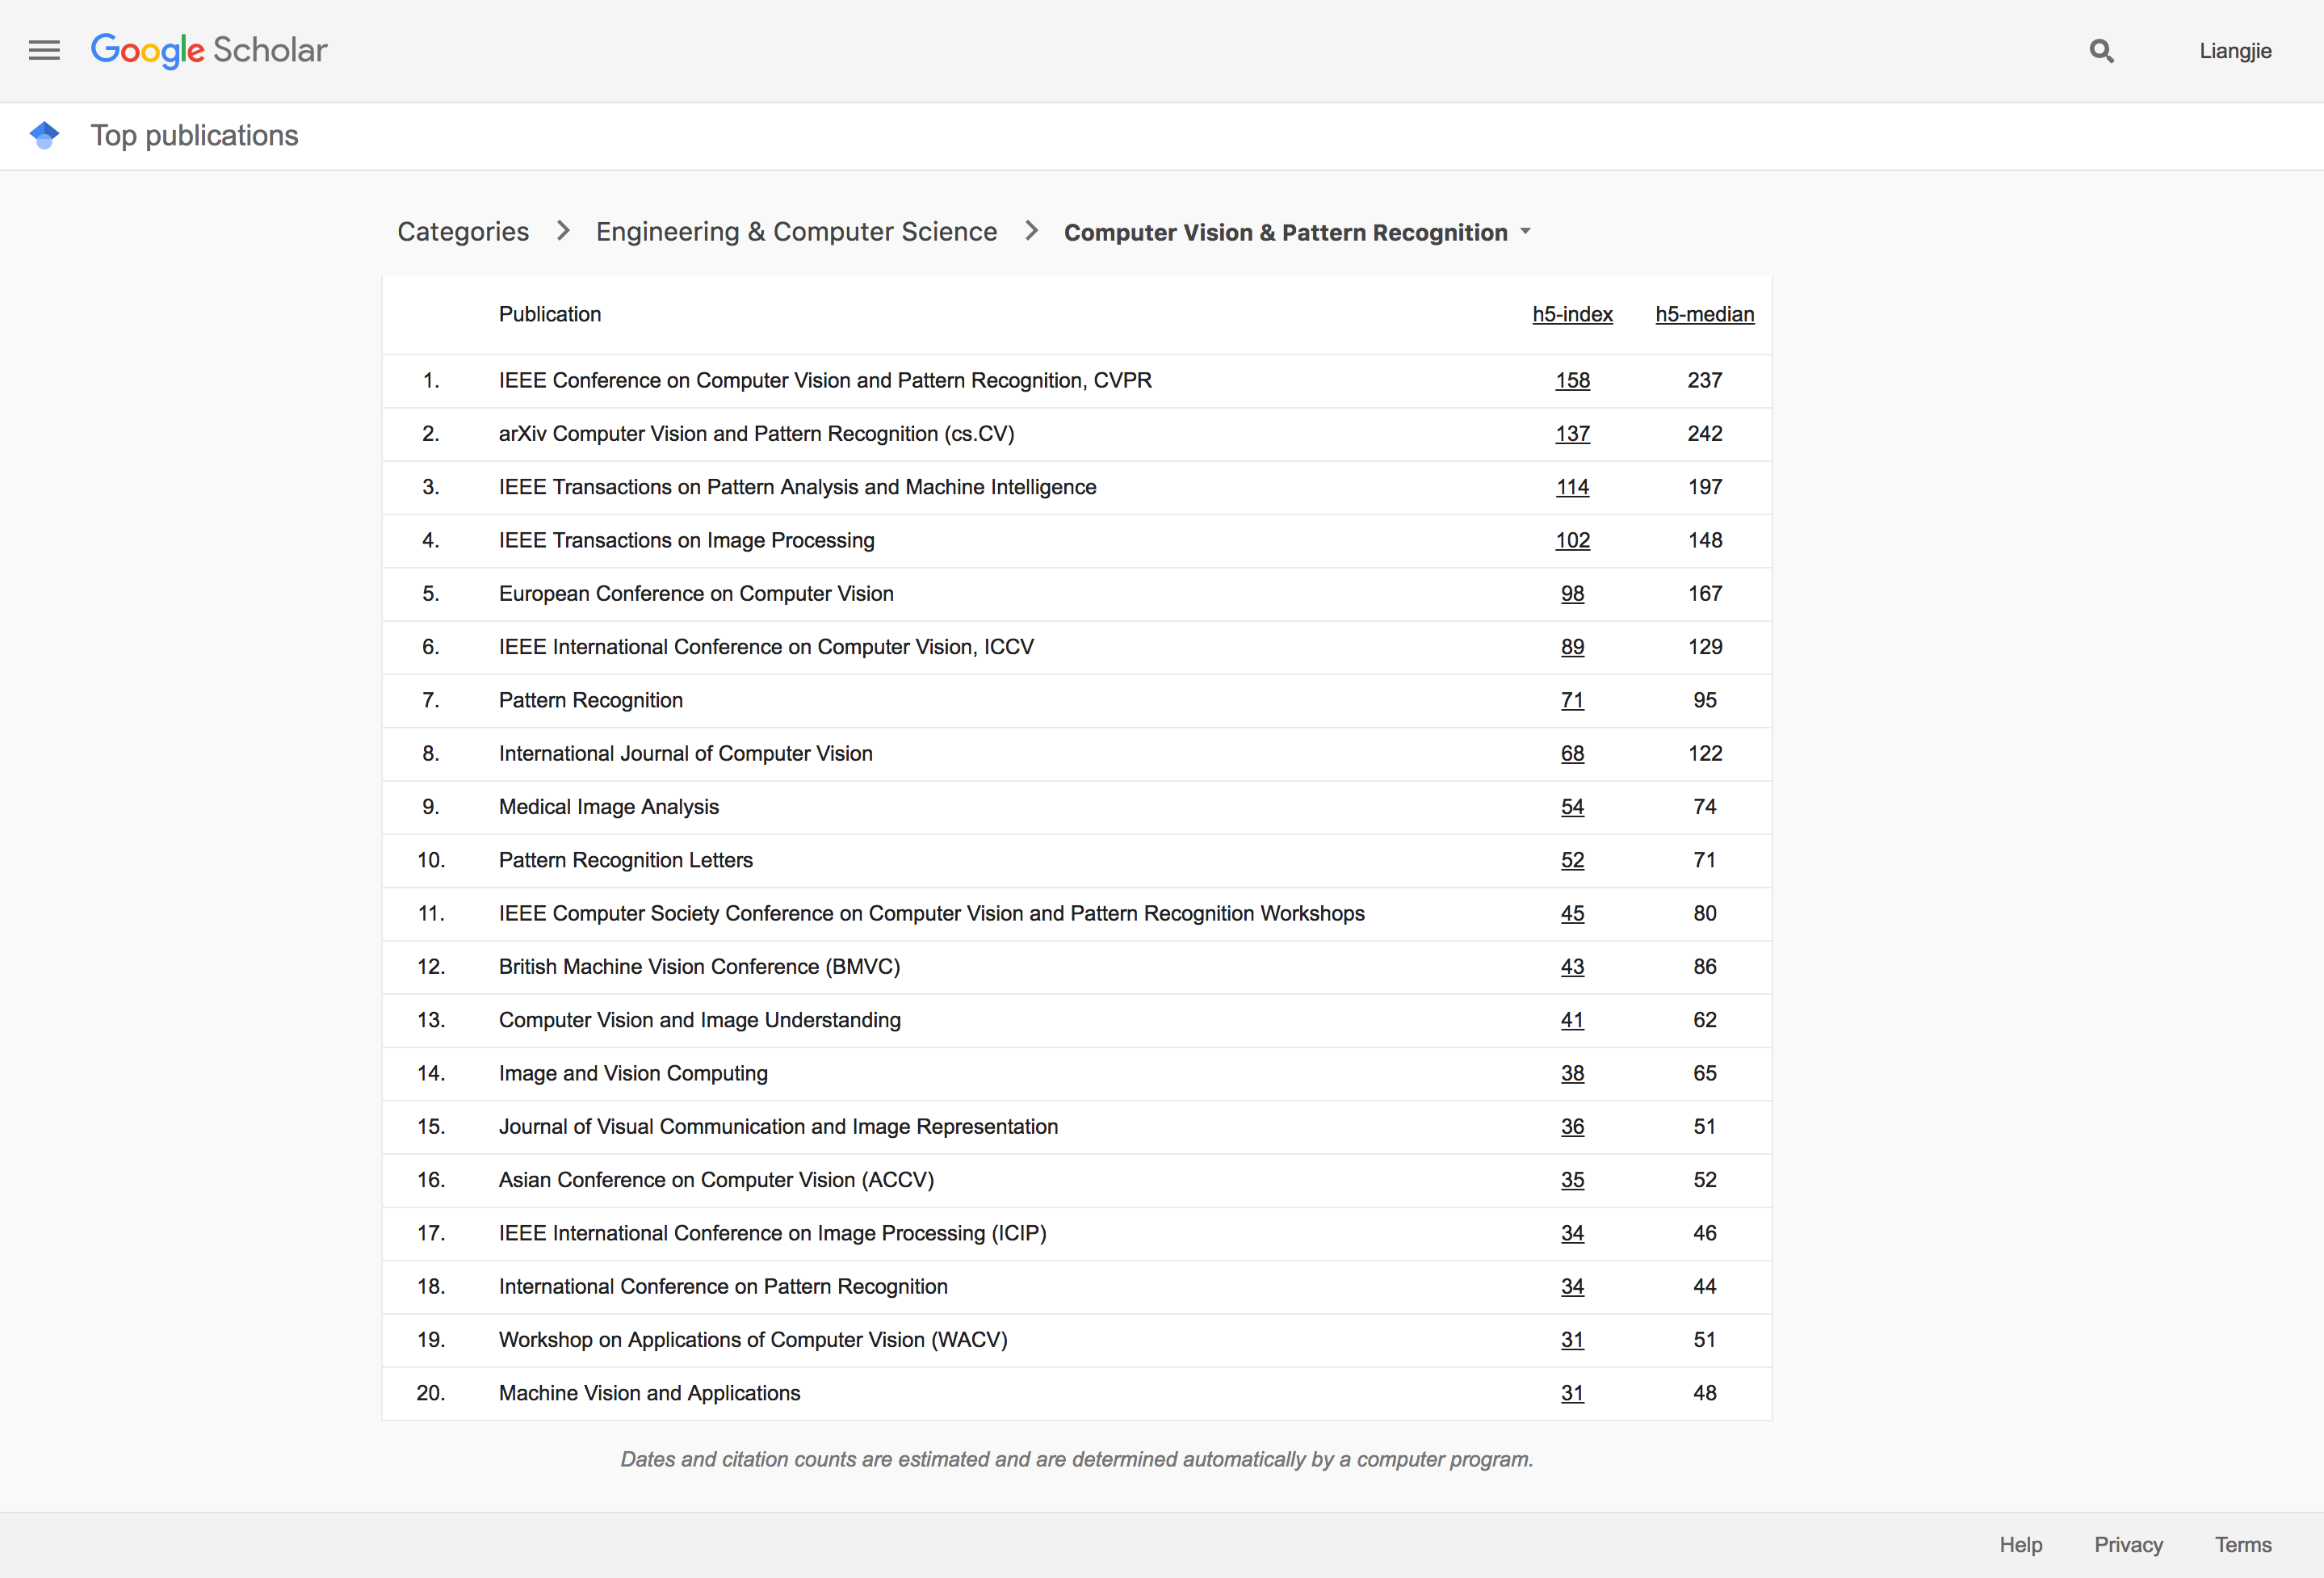 Google Scholar Liangjie
Top publications
Categories > Engineering & Computer Science > Computer Vision & Pattern Recognition
Publication h5-index h5-median
1. IEEE Conference on Computer Vision and Pattern Recognition, CVPR 158 237
2. arXiv Computer Vision and Pattern Recognition (cs.CV) 137 242
3. IEEE Transactions on Pattern Analysis and Machine Intelligence 114 197
4. IEEE Transactions on Image Processing 102 148
5. European Conference on Computer Vision 98 167
6. IEEE International Conference on Computer Vision, ICCV 89 129
7. Pattern Recognition 71 95
8. International Journal of Computer Vision 68 122
9. Medical Image Analysis 54 74
10. Pattern Recognition Letters 52 71
11. IEEE Computer Society Conference on Computer Vision and Pattern Recognition Workshops 45 80
12. British Machine Vision Conference (BMVC) 43 86
13. Computer Vision and Image Understanding 41 62
14. Image and Vision Computing 38 65
15. Journal of Visual Communication and Image Representation 36 51
16. Asian Conference on Computer Vision (ACCV) 35 52
17. IEEE International Conference on Image Processing (ICIP) 34 46
18. International Conference on Pattern Recognition 34 44
19. Workshop on Applications of Computer Vision (WACV) 31 51
20. Machine Vision and Applications 31 48
Dates and citation counts are estimated and are determined automatically by a computer program.
Help Privacy Terms